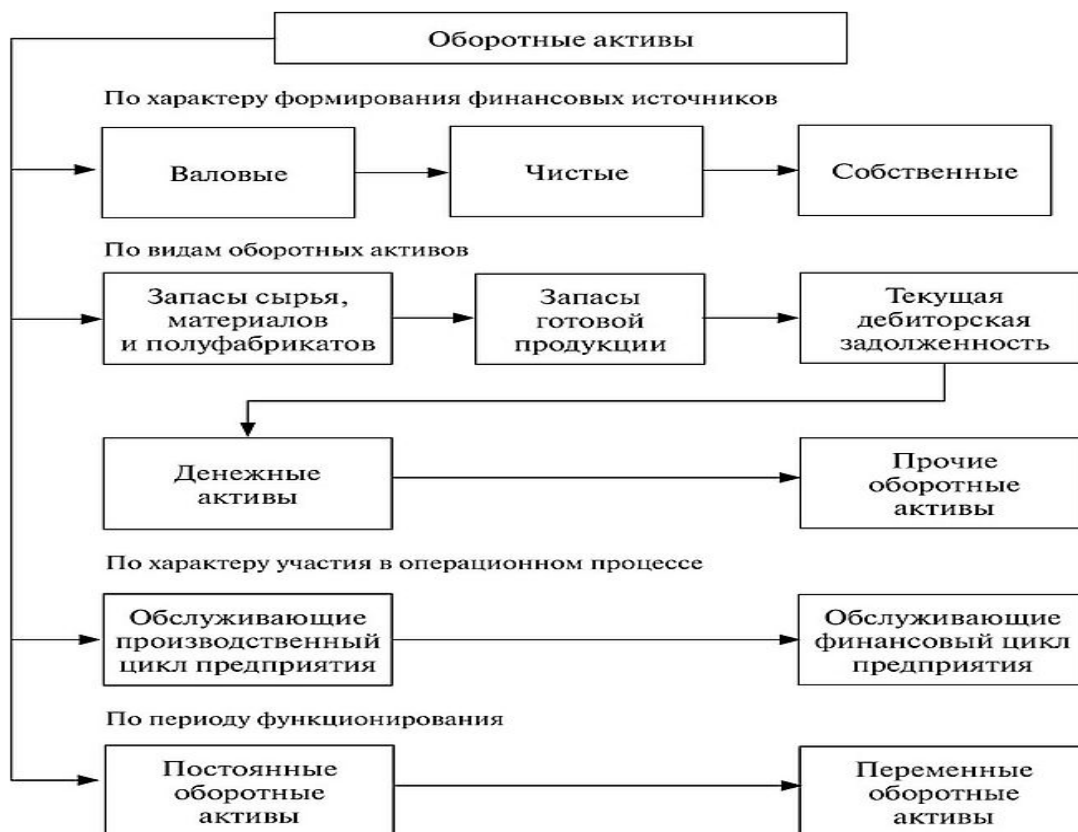 Оборотные активы
По характеру формирования финансовых источников
Валовые
Чистые
Собственные
По видам оборотных активов
Запасы сырья,
материалов
и полуфабрикатов
Запасы
готовой
продукции
Текущая
дебиторская
задолженность
Денежные
активы
Прочие
оборотные
активы
По характеру участия в операционном процессе
Обслуживающие
производственный
цикл предприятия
Обслуживающие
финансовый цикл
предприятия
По периоду функционирования
Постоянные
оборотные
активы
Переменные
оборотные
активы